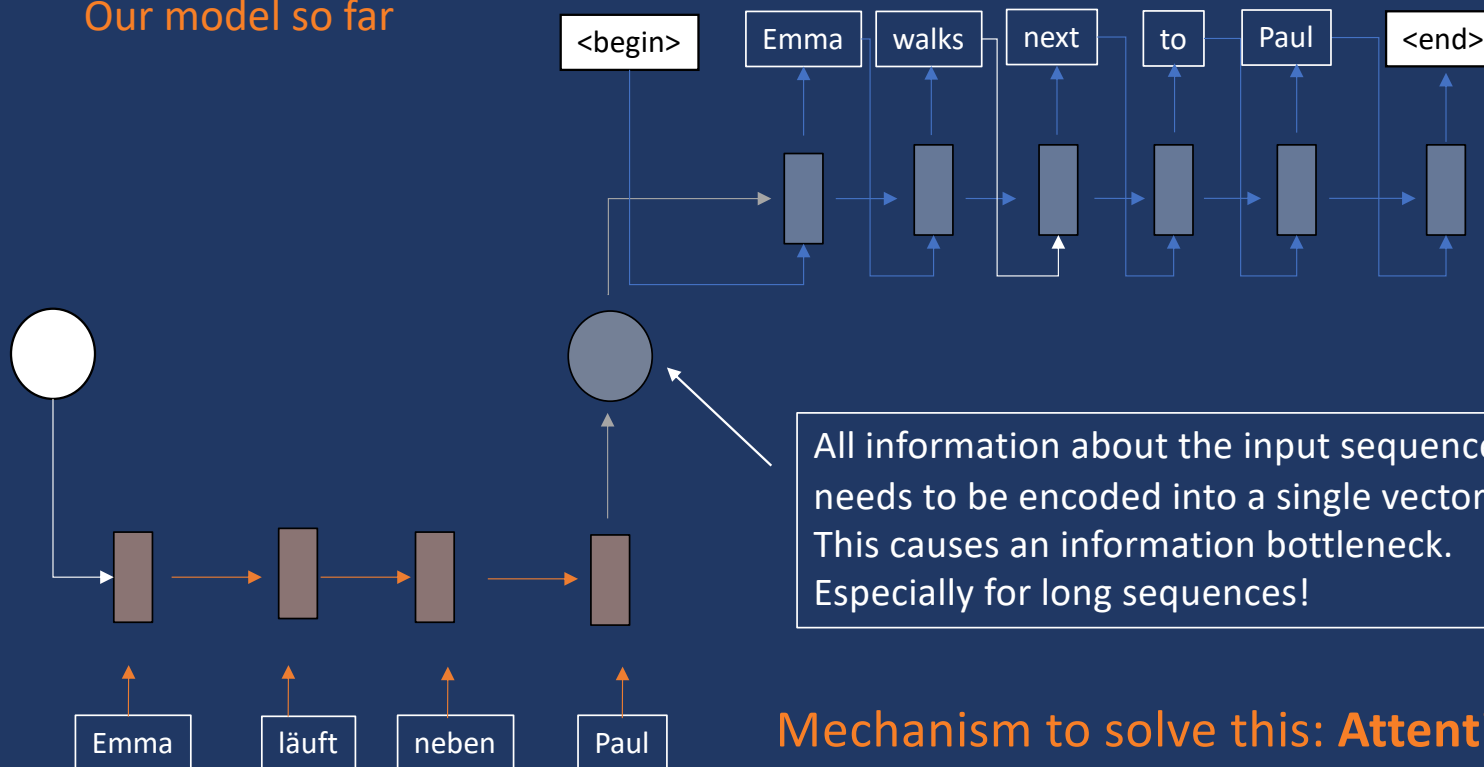 Our model so far
<begin> Emma walks next to Paul <end>
All information about the input sequence
needs to be encoded into a single vector
This causes an information bottleneck.
Especially for long sequences!
Mechanism to solve this: Attent
Emma läuft neben Paul